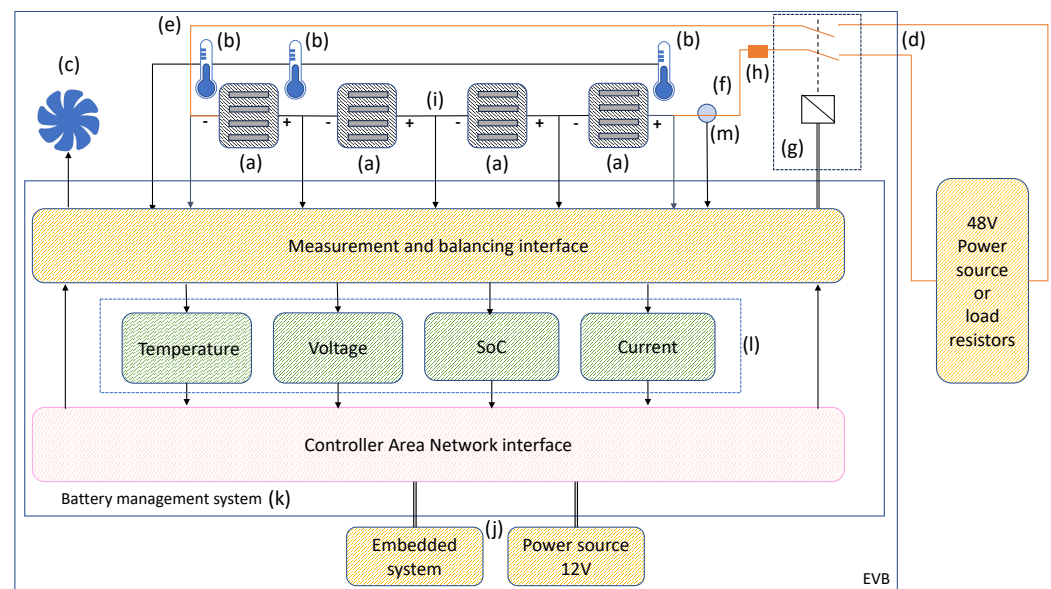 (e)
(b)
(b)
(b)
(d)
(c)
(f)
(h)
(i)
- + - + - + - +
(m)
(a)
(a)
(a)
(a)
(g)
48V
Power
source
or
load
resistors
Measurement and balancing interface
Temperature
Voltage
SoC
Current
(l)
Controller Area Network interface
Battery management system (k)
(j)
Embedded
system
Power source
12V
EVB